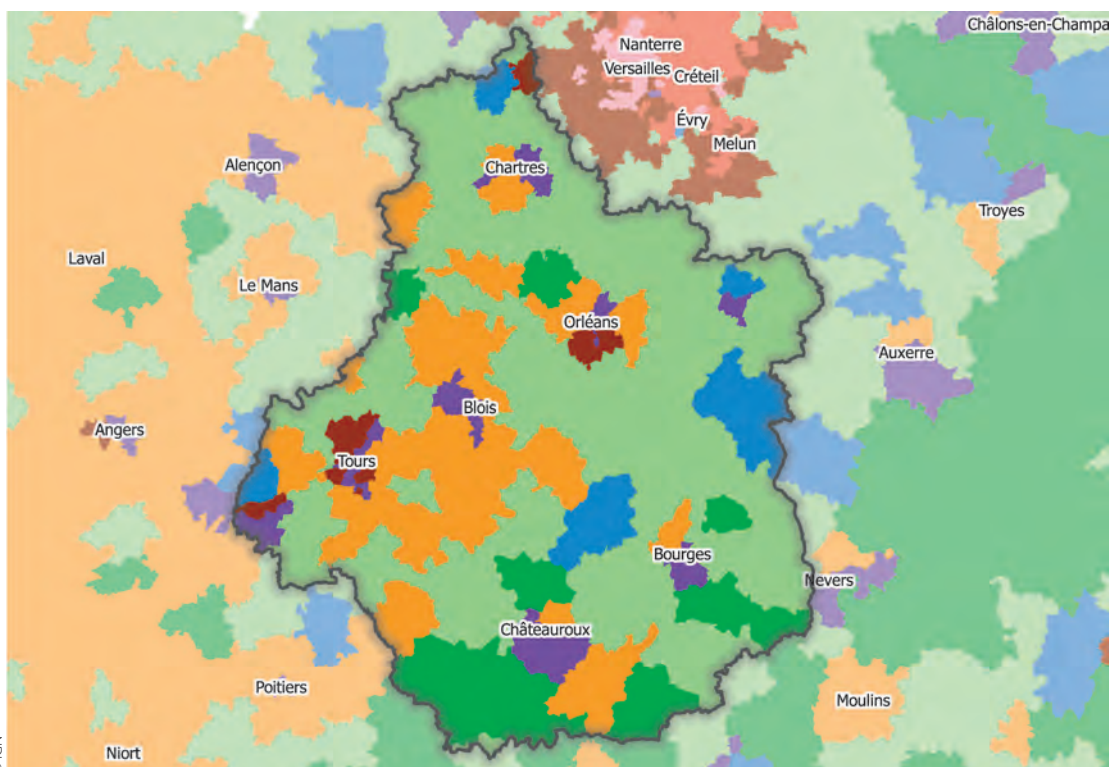 Châlons-en-Champa
Nanterre
Versailles
Créteil
Évry
Melun
Alençon
Chartres
Troyes
Laval
Le Mans
Orléans
Auxerre
Blois
Angers
Tours
Bourges
Nevers
Châteauroux
Poitiers
Moulins
Niort